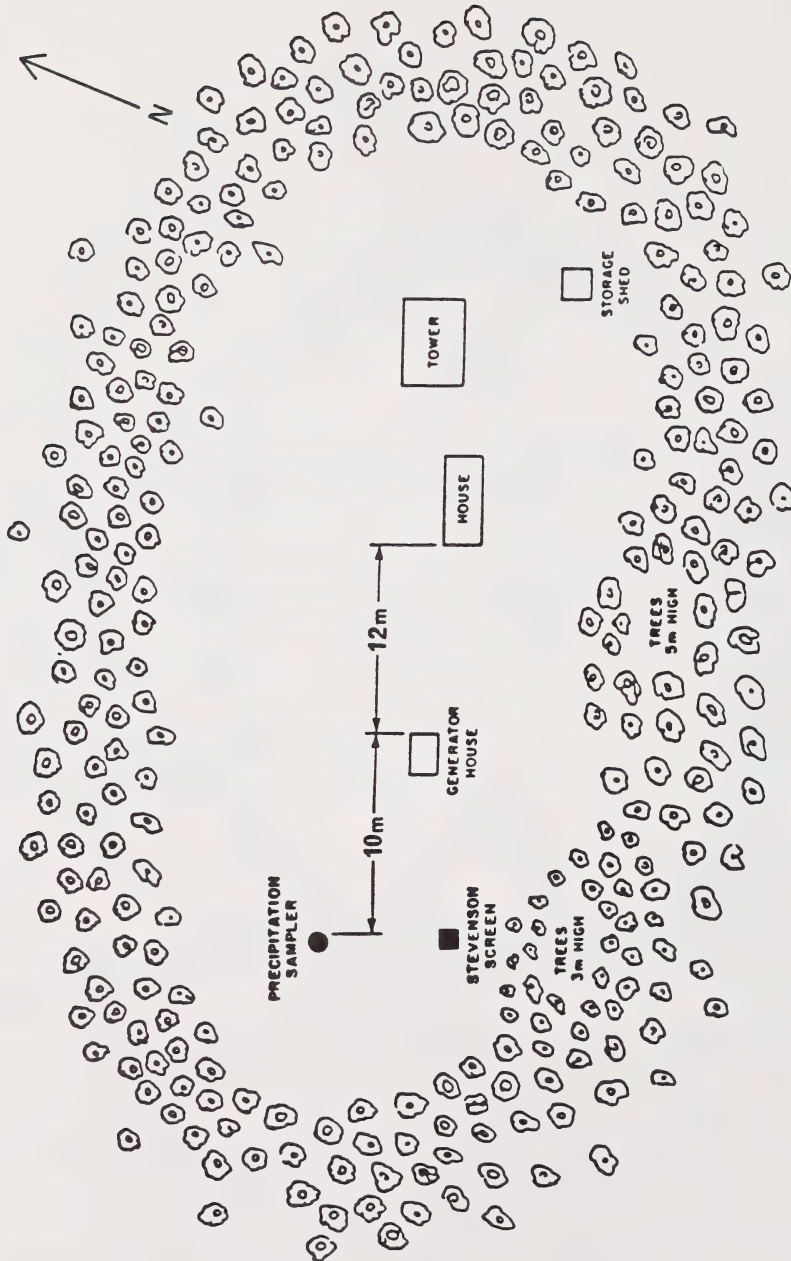 N
PRECIPITATION
SAMPLER
10m
12m
TOWER
HOUSE
GENERATOR
HOUSE
STEVENSON
SCREEN
STORAGE
SHED
TREES
3m HIGH
TREES
5m HIGH